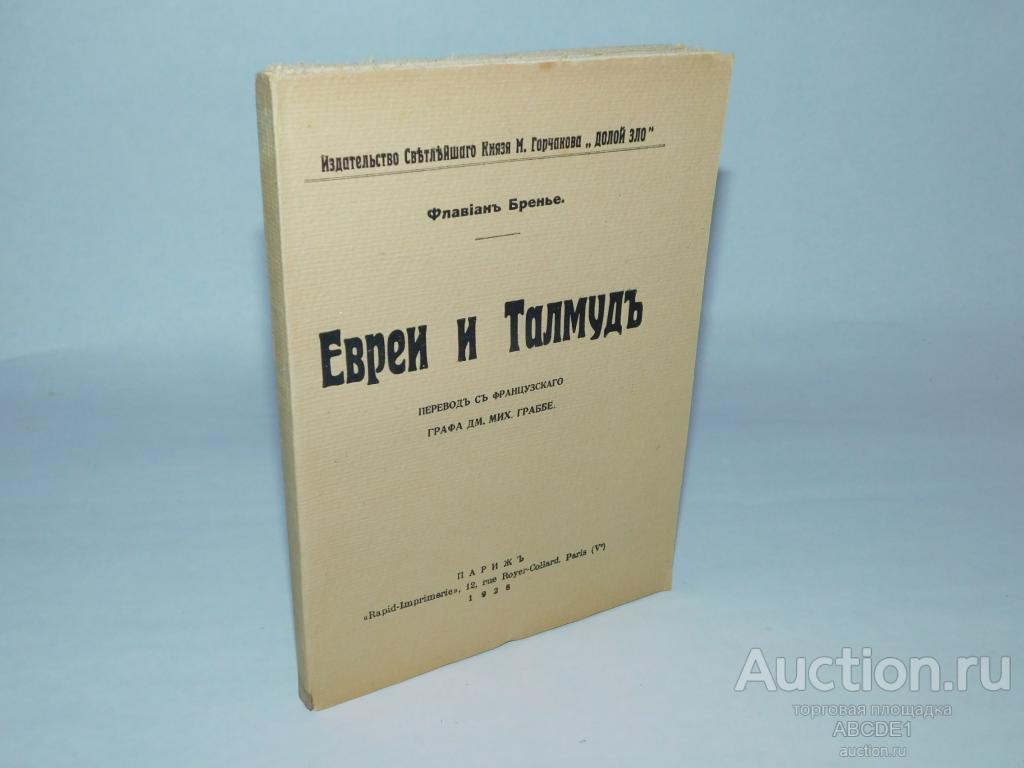 Издательство Свѣтлѣйшаго Князя М. Горчакова „ДОЛОЙ ЗЛО"
Флавіанъ Бренье.
Евреи и Талмудъ
ПЕРЕВОДЪ СЪ ФРАНЦУЗСКАГО
ГРАФА ДМ. МИХ. ГРАББЕ.
ПАРИЖЪ
«Rapid-Imprimerie», 12, rue Royer-Collard, Paris (Vᵉ)
1928
Auction.ru
торговая площадка
ABCDE1
auction.ru